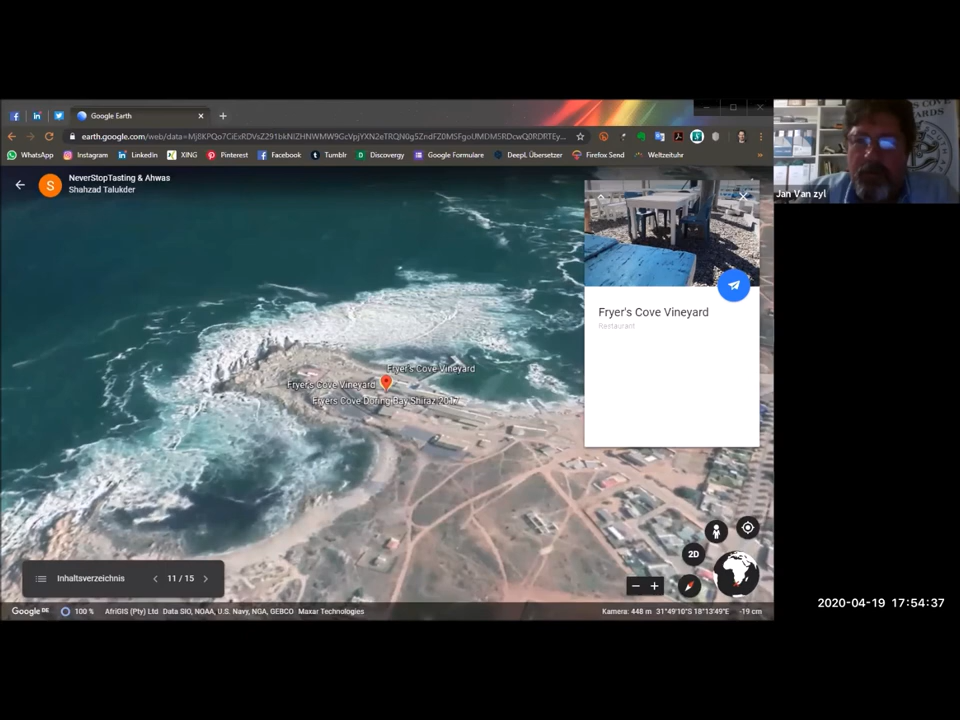 Google Earth
earth.google.com/web/data=Mj8KPQo7CiExRDVsZ291bkNIZHNWMW9GcVpjYXN2eTRQN0g5ZndFZ0MSFgoUMDM5RDcwQ0RDRTEy...
WhatsApp Instagram Linkedin XING Pinterest Facebook Tumblr Discovergy Google Formulare DeepL Übersetzer Firefox Send Weltzeituhr
S
NeverStopTasting & Ahwas
Shahzad Talukder
Jan Van zyl
Fryer's Cove Vineyard
Restaurant
Fryer's Cove Vineyard
Fryer's Cove Vineyard
Fryers Cove Doring Bay Shiraz 2017
2D
Inhaltsverzeichnis 11 / 15
Google DE 100 % AfriGIS (Pty) Ltd Data SIO, NOAA, U.S. Navy, NGA, GEBCO Maxar Technologies Kamera: 448 m 31°49'10"S 18°13'49"E -19 cm
2020-04-19 17:54:37